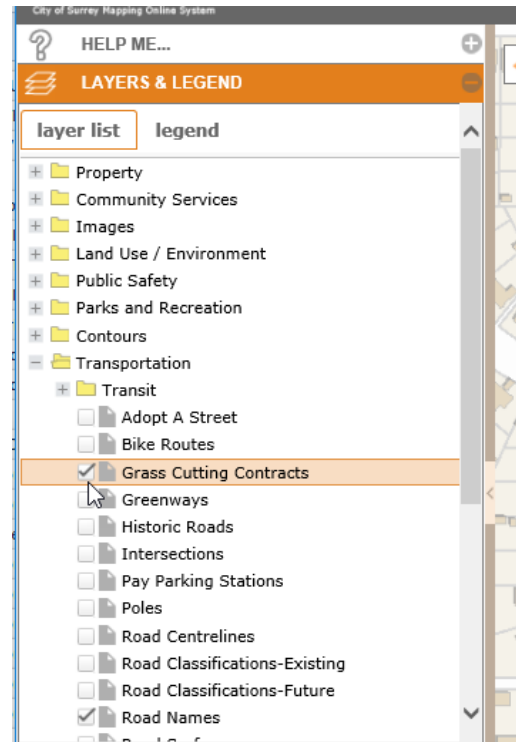 City of Surrey Mapping Online System
HELP ME...
LAYERS & LEGEND
layer list legend
Property
Community Services
Images
Land Use / Environment
Public Safety
Parks and Recreation
Contours
Transportation
Transit
Adopt A Street
Bike Routes
Grass Cutting Contracts
Greenways
Historic Roads
Intersections
Pay Parking Stations
Poles
Road Centrelines
Road Classifications-Existing
Road Classifications-Future
Road Names